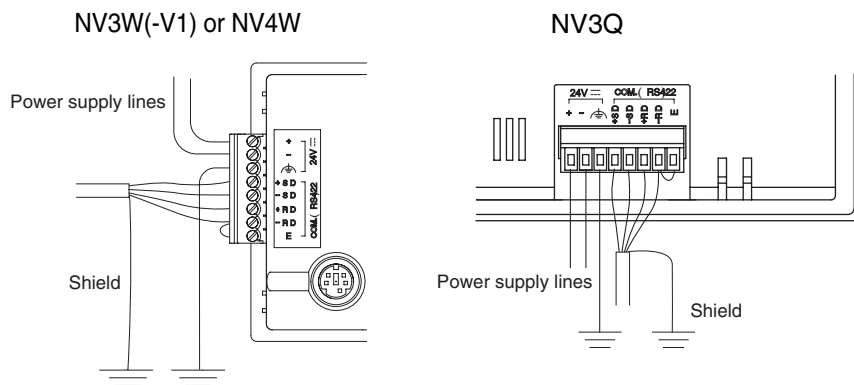 NV3W(-V1) or NV4W
Power supply lines
+
-
24V
+SD
-SD
+RD
-RD
E
COM.( RS422
Shield
NV3Q
24V
COM.( RS422
+
-
+SD
-SD
+RD
-RD
E
Power supply lines
Shield